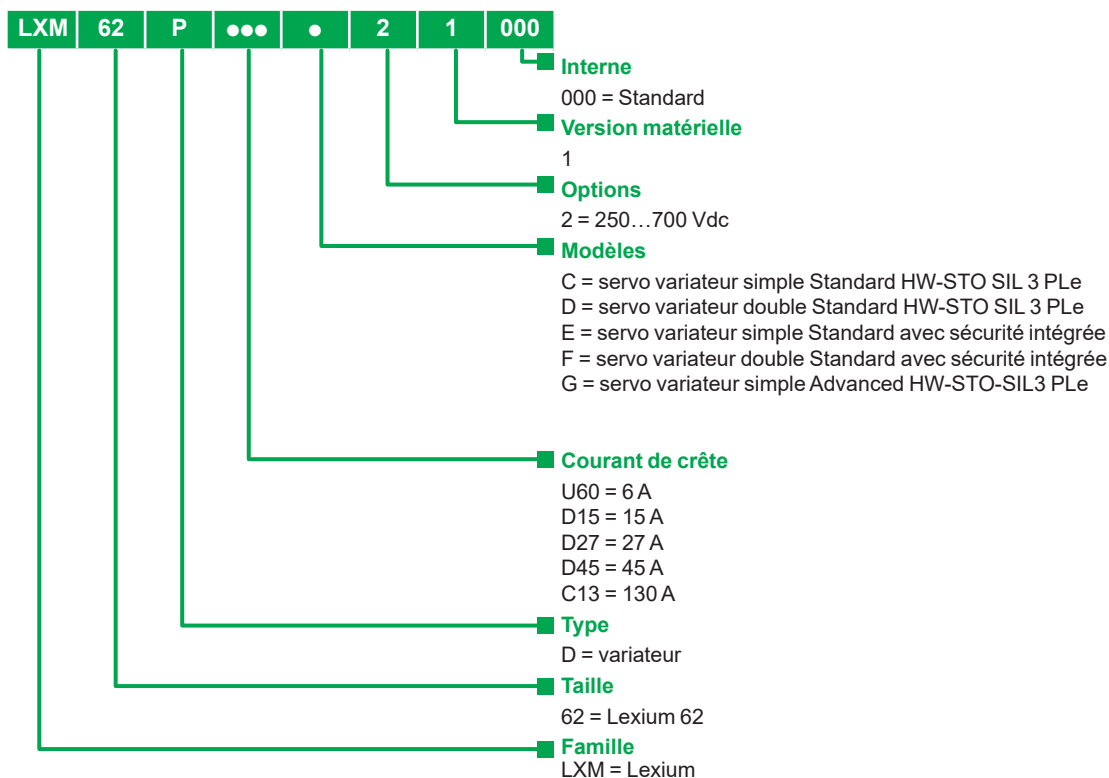 LXM 62 P ●●● ● 2 1 000
Interne
000 = Standard
Version matérielle
1
Options
2 = 250…700 Vdc
Modèles
C = servo variateur simple Standard HW-STO SIL 3 PLe
D = servo variateur double Standard HW-STO SIL 3 PLe
E = servo variateur simple Standard avec sécurité intégrée
F = servo variateur double Standard avec sécurité intégrée
G = servo variateur simple Advanced HW-STO-SIL3 PLe
Courant de crête
U60 = 6 A
D15 = 15 A
D27 = 27 A
D45 = 45 A
C13 = 130 A
Type
D = variateur
Taille
62 = Lexium 62
Famille
LXM = Lexium